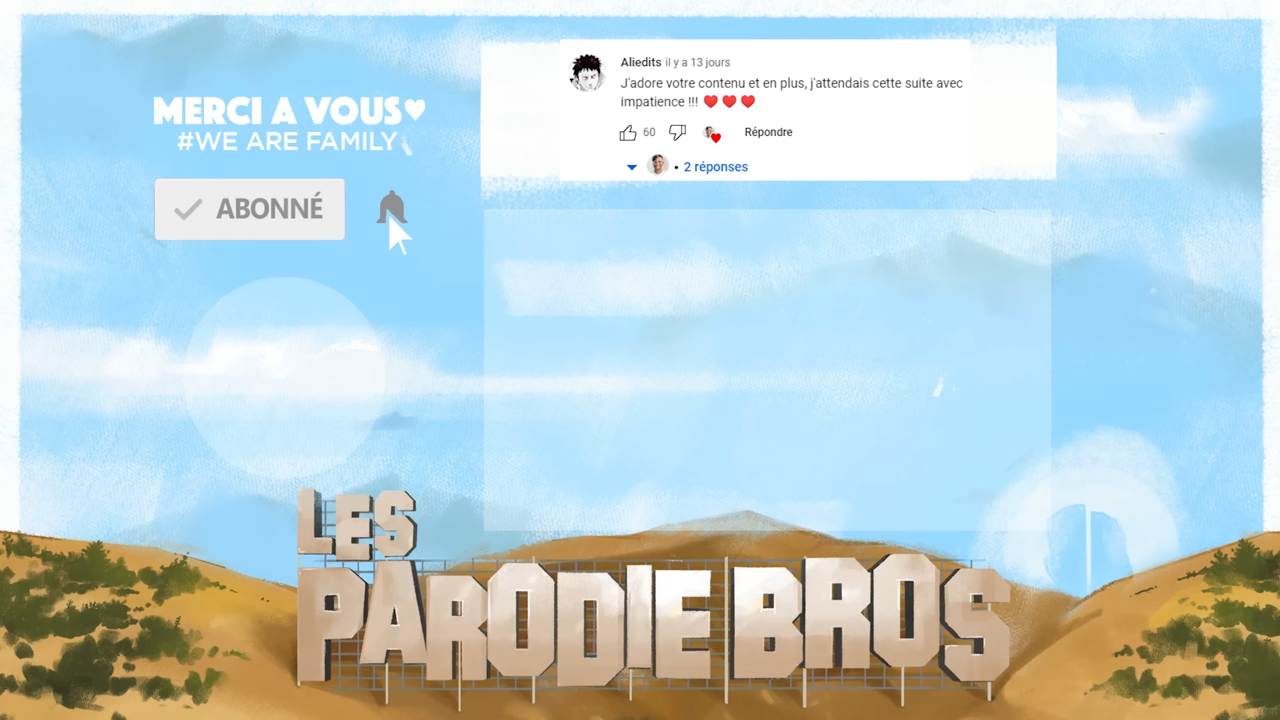 MERCI A VOUS♥
#WE ARE FAMILY
ABONNÉ
Aliedits il y a 13 jours
J'adore votre contenu et en plus, j'attendais cette suite avec
impatience !!! ♥️ ♥️ ♥️
60 Répondre
• 2 réponses
LES
PARODIE BROS